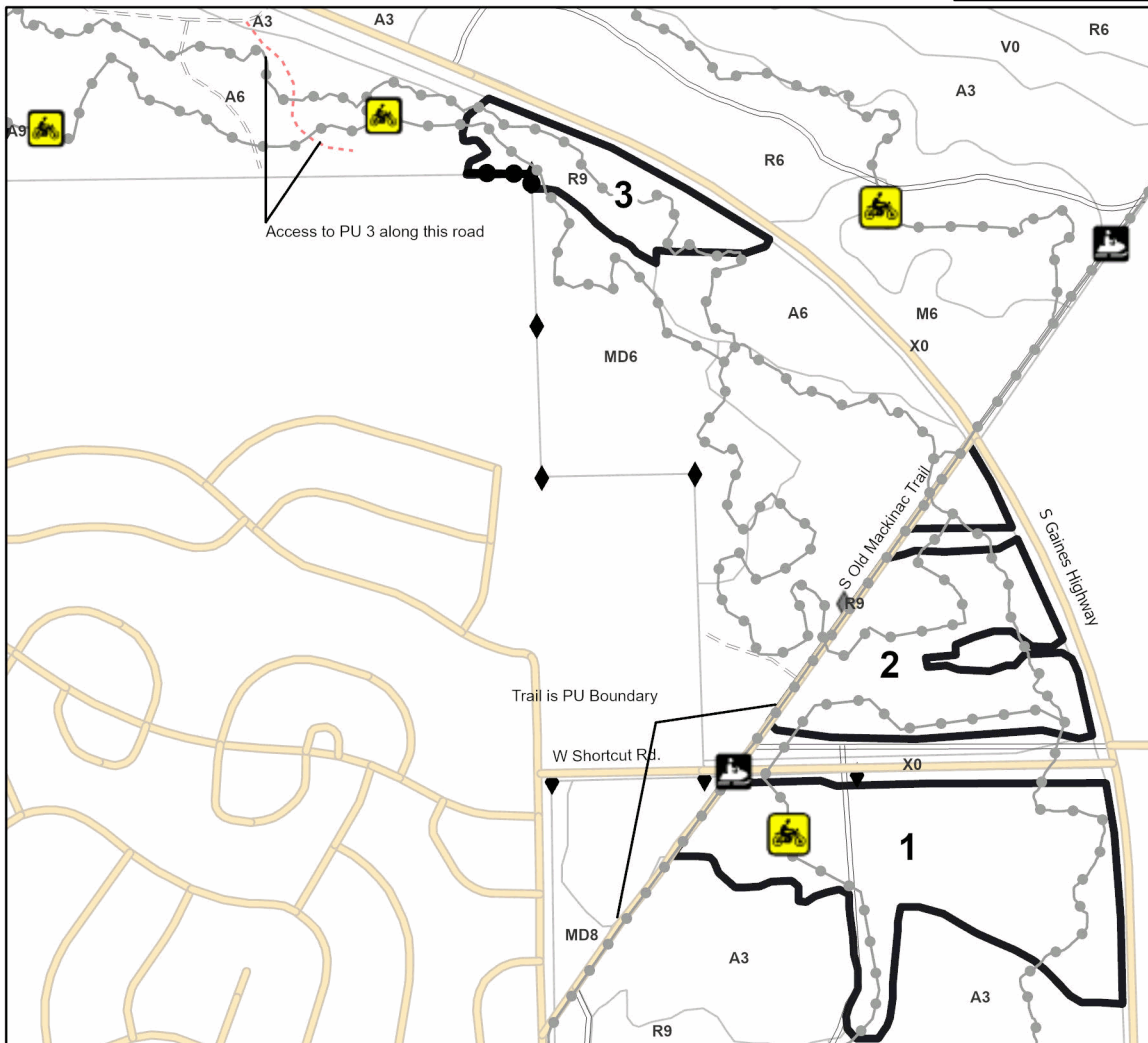 A3
A3
R6
V0
A3
A6
A9
R6
R9
3
Access to PU 3 along this road
A6
M6
X0
MD6
S Old Mackinac Trail
S Gaines Highway
R9
2
Trail is PU Boundary
W Shortcut Rd.
X0
1
MD8
A3
A3
R9